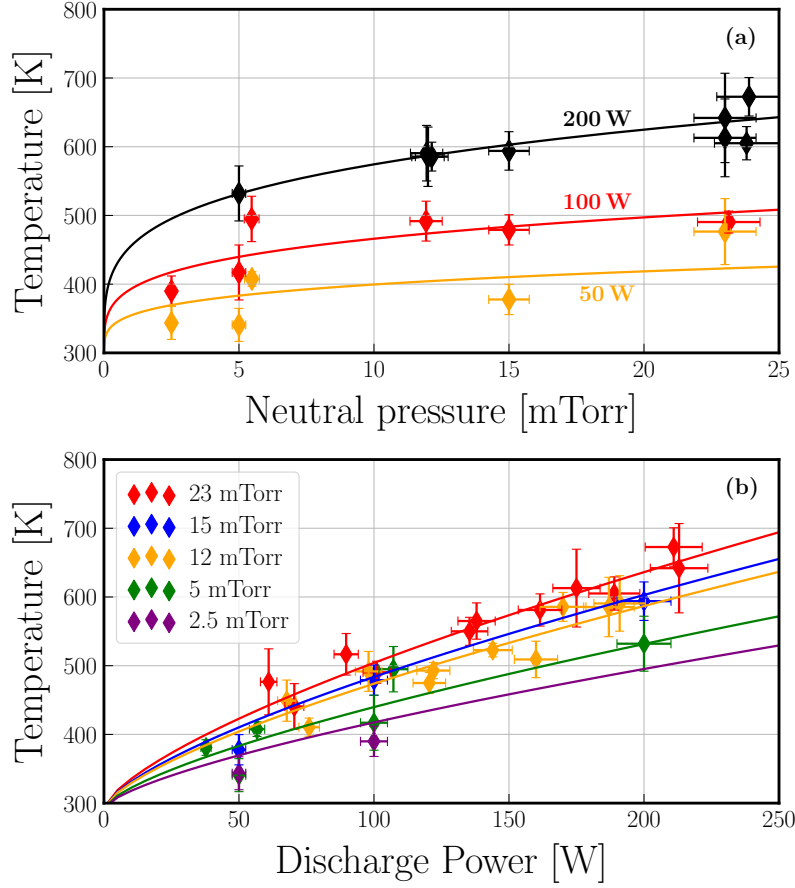 800
(a)
700
200 W
600
500
100 W
400
50 W
300
0
5
10
15
20
25
Temperature [K]
Neutral pressure [mTorr]
800
(b)
23 mTorr
15 mTorr
12 mTorr
5 mTorr
2.5 mTorr
700
600
500
400
300
0
50
100
150
200
250
Temperature [K]
Discharge Power [W]